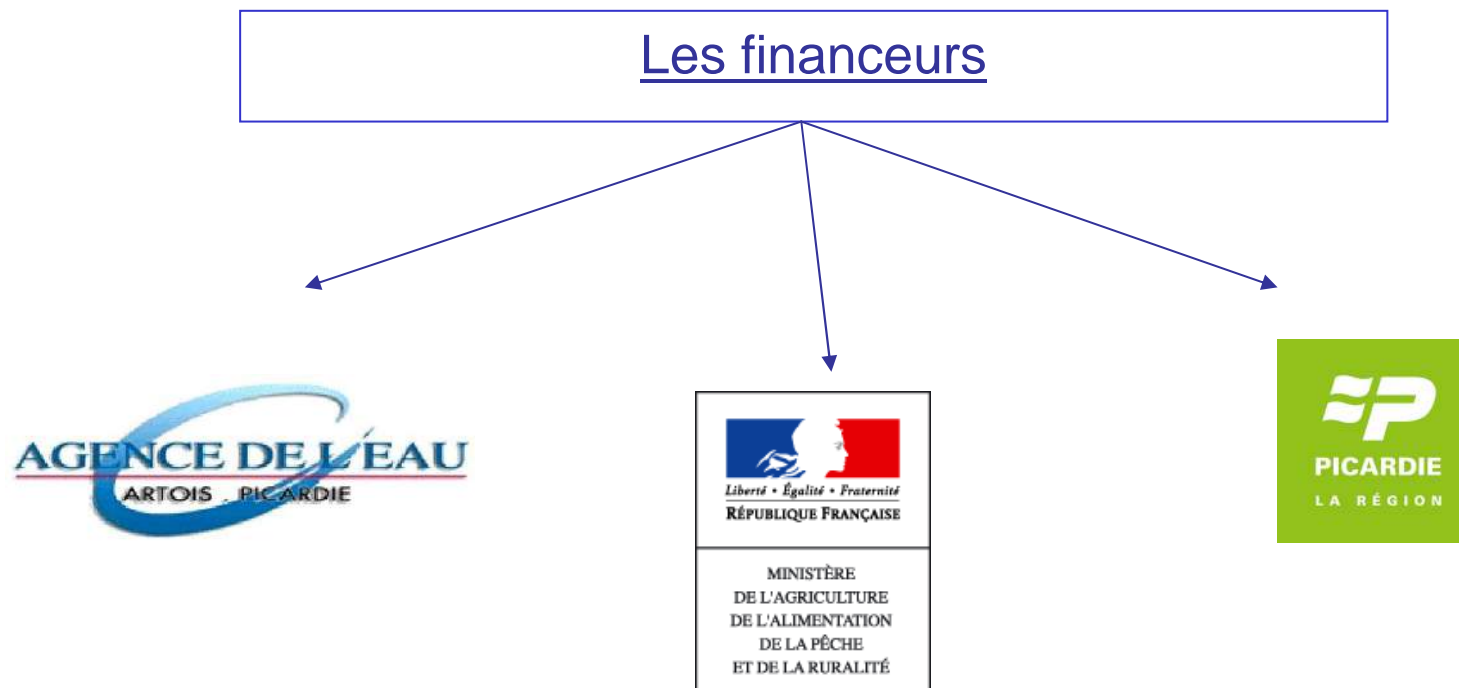 Les financeurs
AGENCE DE L'EAU
ARTOIS . PICARDIE
Liberté • Égalité • Fraternité
RÉPUBLIQUE FRANÇAISE
MINISTÈRE
DE L'AGRICULTURE
DE L'ALIMENTATION
DE LA PÊCHE
ET DE LA RURALITÉ
P
PICARDIE
LA RÉGION